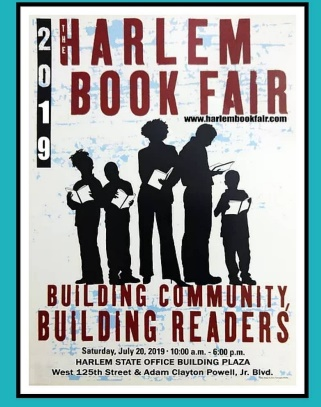 2019
THE HARLEM
BOOK FAIR
www.harlembookfair.com
BUILDING COMMUNITY,
BUILDING READERS
Saturday, July 20, 2019 · 10:00 a.m. - 6:00 p.m.
HARLEM STATE OFFICE BUILDING PLAZA
West 125th Street & Adam Clayton Powell, Jr. Blvd.